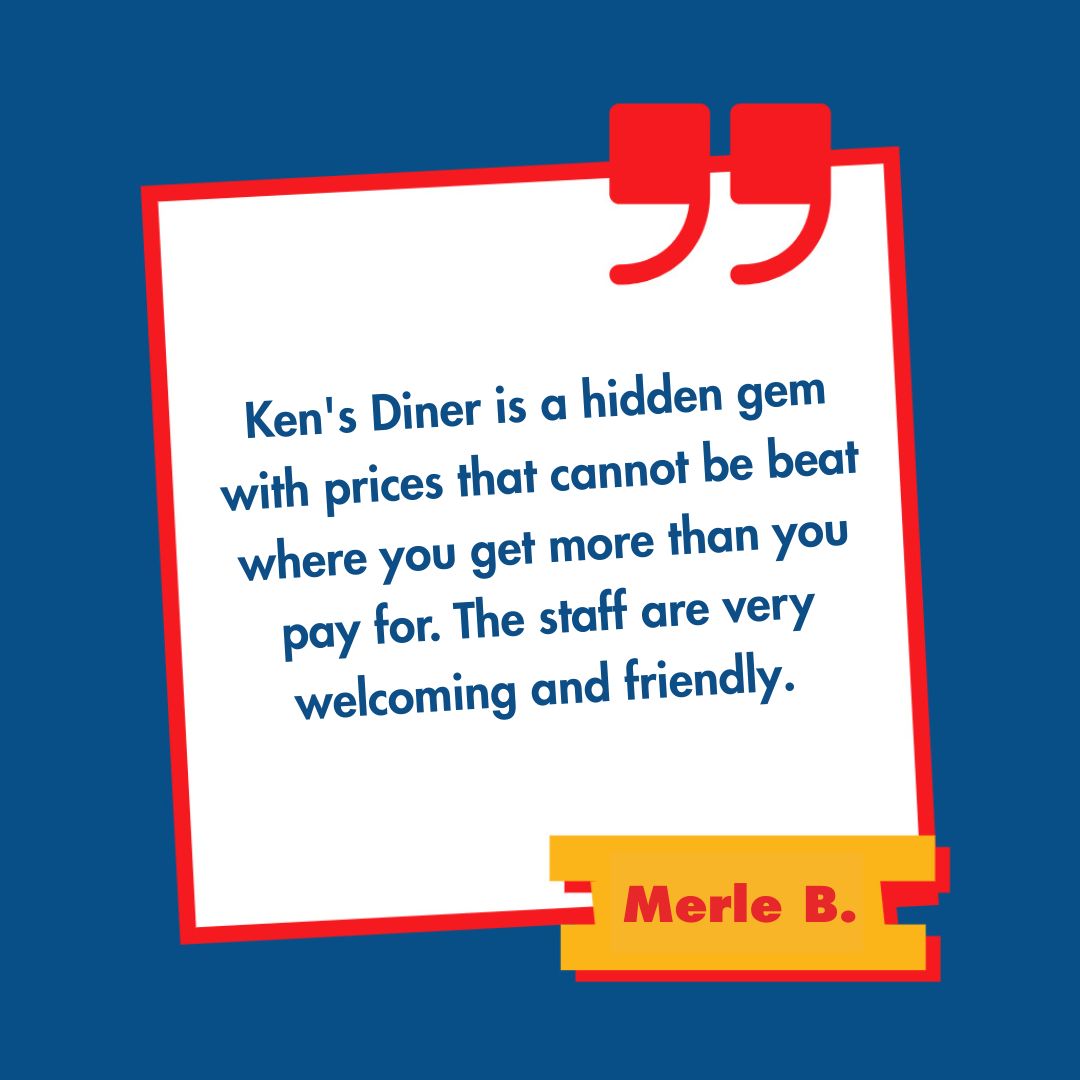 Ken's Diner is a hidden gem
with prices that cannot be beat
where you get more than you
pay for. The staff are very
welcoming and friendly.
Merle B.